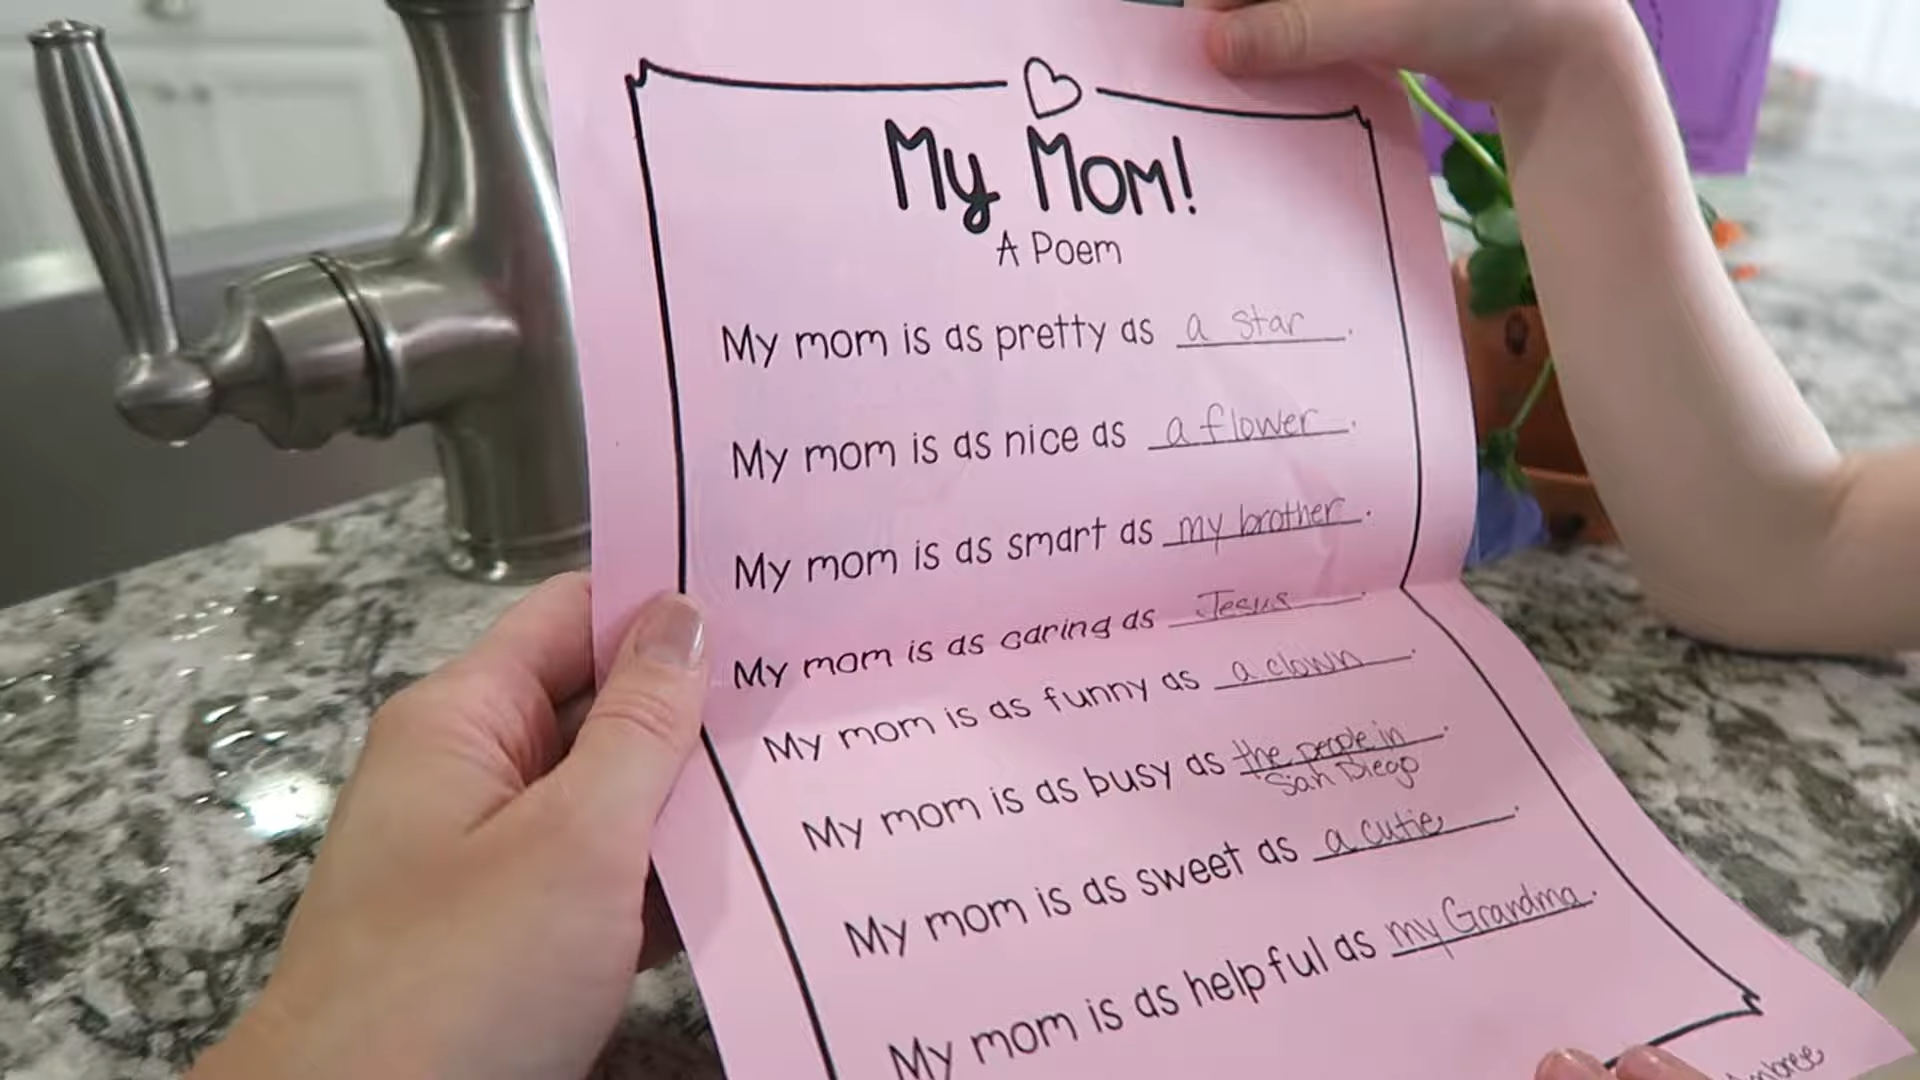 My Mom!
A Poem
My mom is as pretty as a star.
My mom is as nice as a flower.
My mom is as smart as my brother.
My mom is as caring as Jesus.
My mom is as funny as a clown.
My mom is as busy as the people in
San Diego.
My mom is as sweet as a cutie.
My mom is as helpful as my Grandma.